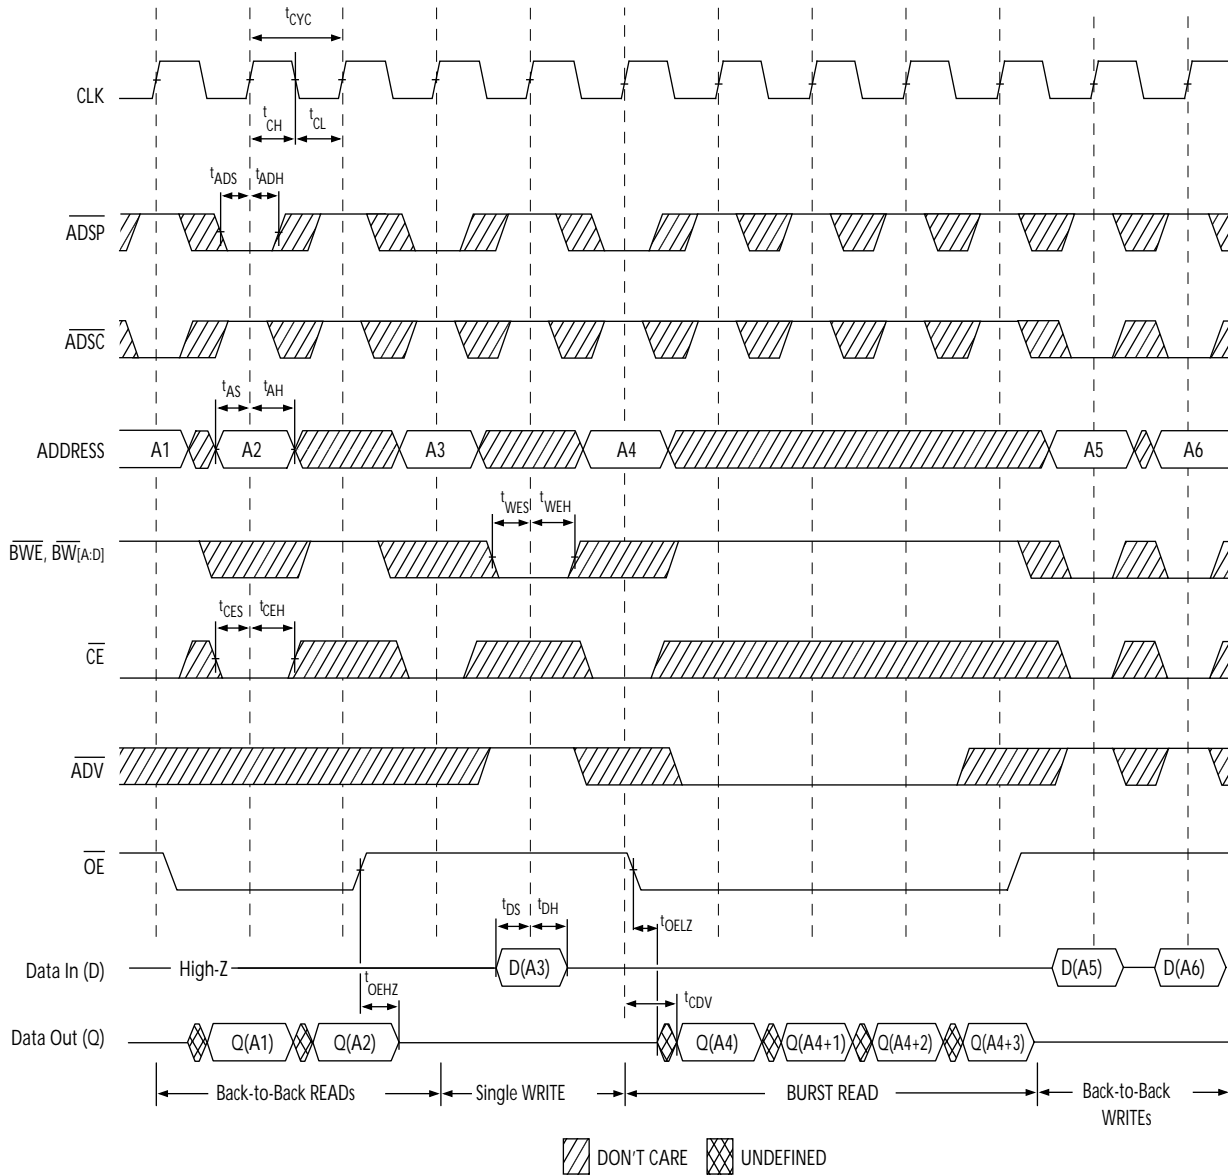 tCYC
CLK
tCH
tCL
tADS
tADH
ADSP
ADSC
tAS
tAH
ADDRESS
A1
A2
A3
A4
A5
A6
tWES
tWEH
BWE, BW[A:D]
tCES
tCEH
CE
ADV
OE
tDS
tDH
tOELZ
Data In (D)
High-Z
D(A3)
D(A5)
D(A6)
tOEHZ
tCDV
Data Out (Q)
Q(A1)
Q(A2)
Q(A4)
Q(A4+1)
Q(A4+2)
Q(A4+3)
Back-to-Back READs
Single WRITE
BURST READ
Back-to-Back
WRITEs
DON'T CARE
UNDEFINED